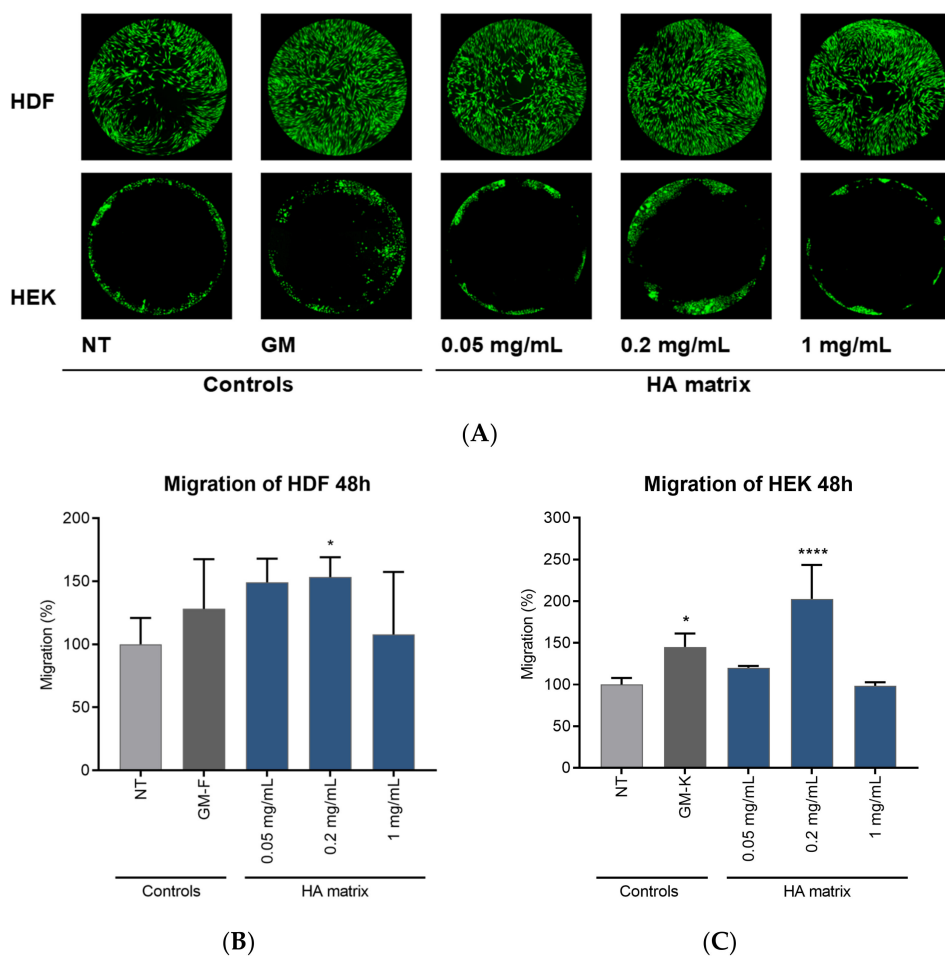 HDF
HEK
NT GM 0.05 mg/mL 0.2 mg/mL 1 mg/mL
Controls HA matrix
(A)
Migration of HDF 48h
Migration (%)
200
150
100
50
0
*
NT GM-F 0.05 mg/mL 0.2 mg/mL 1 mg/mL
Controls HA matrix
(B)
Migration of HEK 48h
Migration (%)
300
250
200
150
100
50
0
*
****
NT GM-K 0.05 mg/mL 0.2 mg/mL 1 mg/mL
Controls HA matrix
(C)